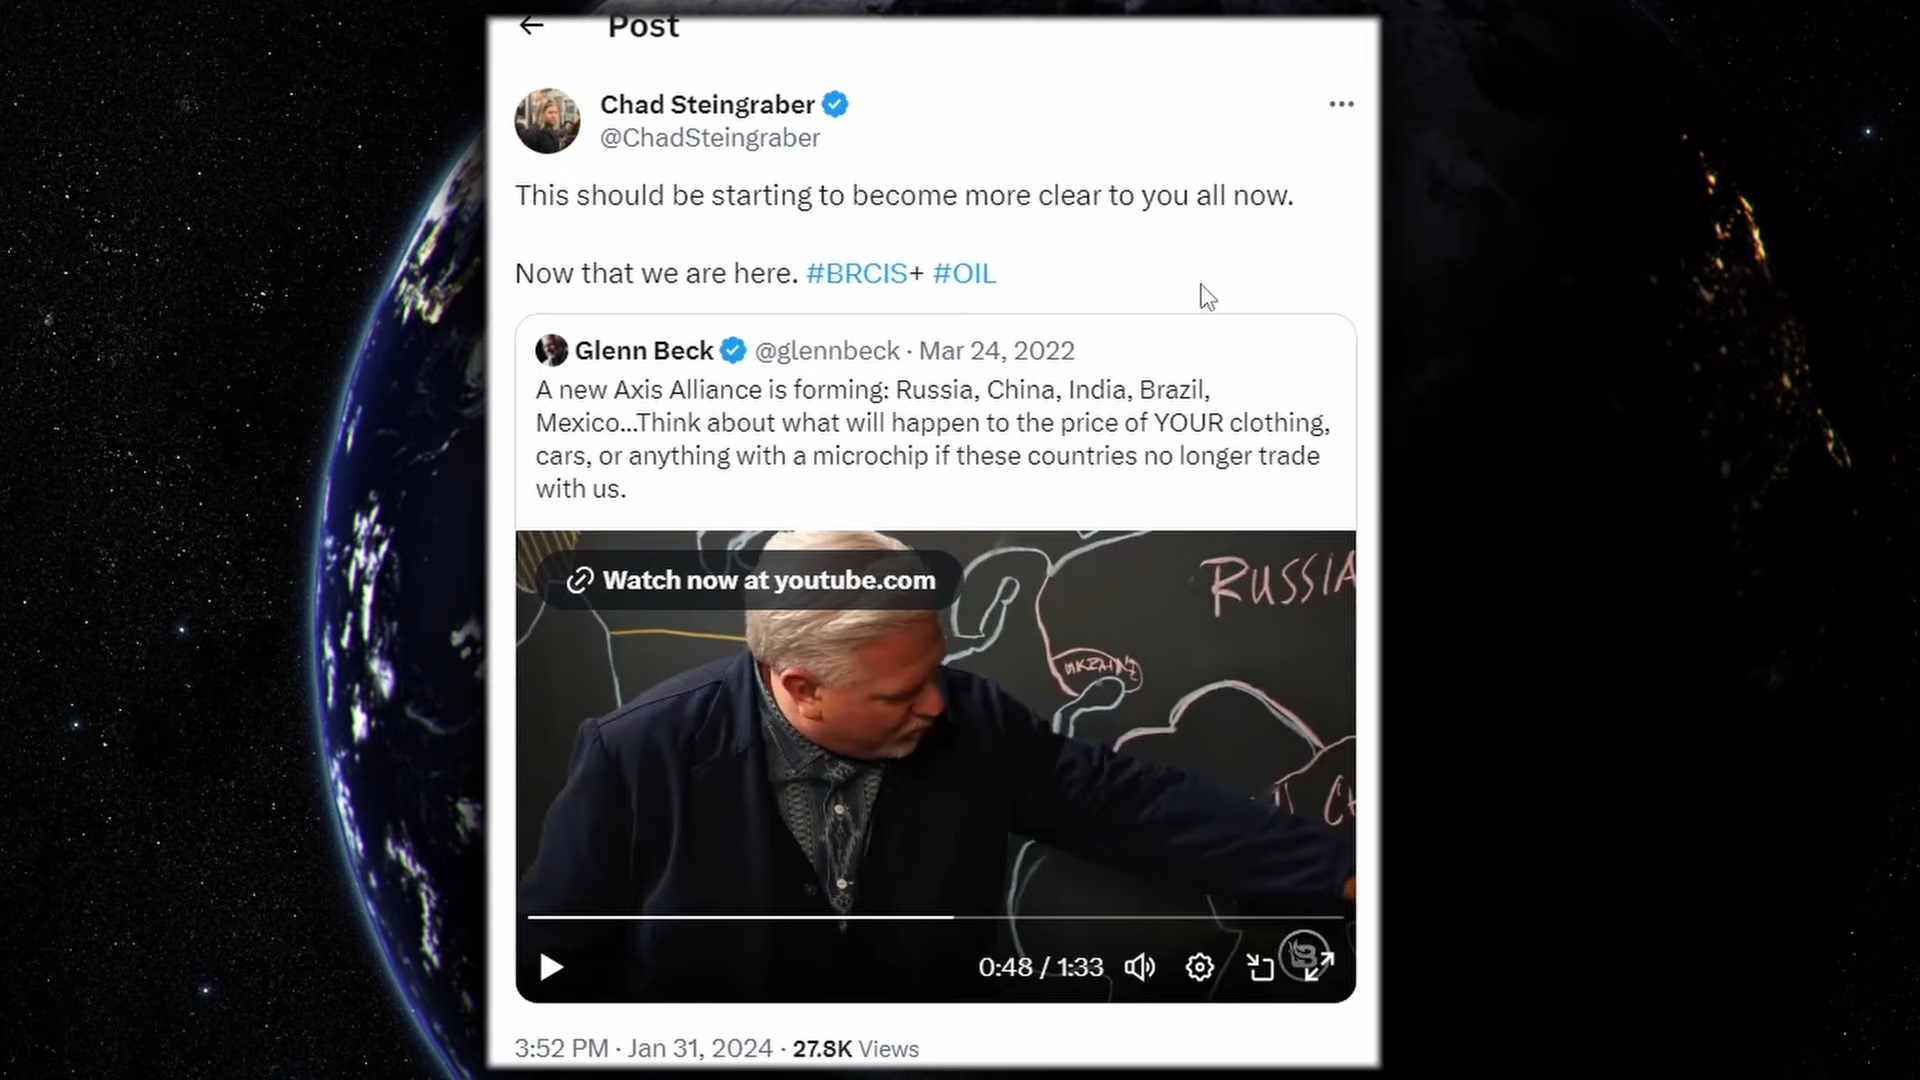 Post
Chad Steingraber
@ChadSteingraber
This should be starting to become more clear to you all now.
Now that we are here. #BRCIS+ #OIL
Glenn Beck @glennbeck · Mar 24, 2022
A new Axis Alliance is forming: Russia, China, India, Brazil,
Mexico...Think about what will happen to the price of YOUR clothing,
cars, or anything with a microchip if these countries no longer trade
with us.
Watch now at youtube.com
RUSSIA
UKRAINE
0:48 / 1:33
3:52 PM · Jan 31, 2024 · 27.8K Views